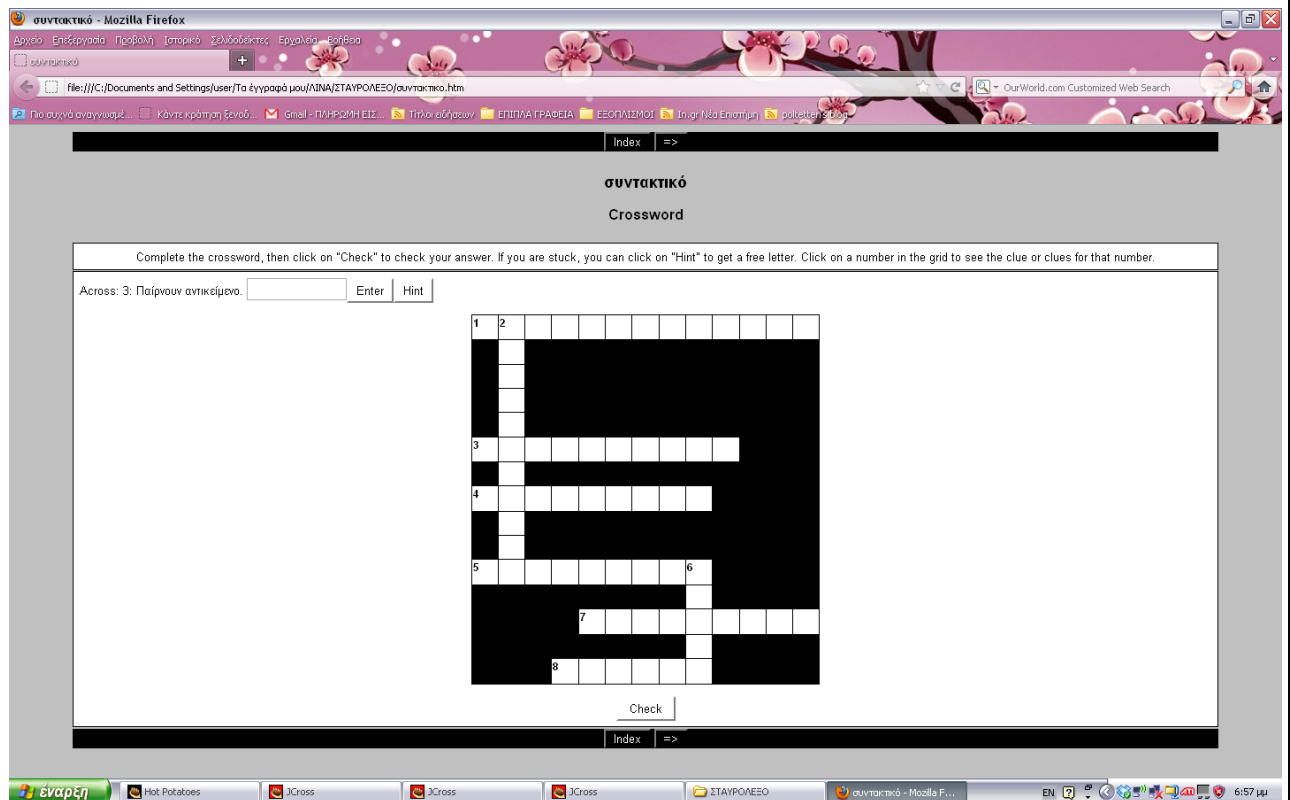 συντακτικό - Mozilla Firefox
Αρχείο Επεξεργασία Προβολή Ιστορικό Σελιδοδείκτες Εργαλεία Βοήθεια
συντακτικό
file:///C:/Documents and Settings/user/Τα έγγραφά μου/ΛΙΝΑ/ΣΤΑΥΡΟΛΕΞΟ/συντακτικο.htm
OurWorld.com Customized Web Search
Πιο συχνά αναγνωσμέ... Κάντε κράτηση ξενοδ... Gmail - ΠΛΗΡΩΜΗ ΕΙΣ... Τίτλοι ειδήσεων ΕΠΙΠΛΑ ΓΡΑΦΕΙΑ ΕΞΟΠΛΙΣΜΟΙ In.gr Νέα Επιστήμη poltetten's blog
Index =>
συντακτικό
Crossword
Complete the crossword, then click on "Check" to check your answer. If you are stuck, you can click on "Hint" to get a free letter. Click on a number in the grid to see the clue or clues for that number.
Across: 3: Παίρνουν αντικείμενο. Enter Hint
1 2
3
4
5 6
7
8
Check
Index =>
έναρξη Hot Potatoes JCross JCross JCross ΣΤΑΥΡΟΛΕΞΟ συντακτικό - Mozilla F... EN 6:57 μμ